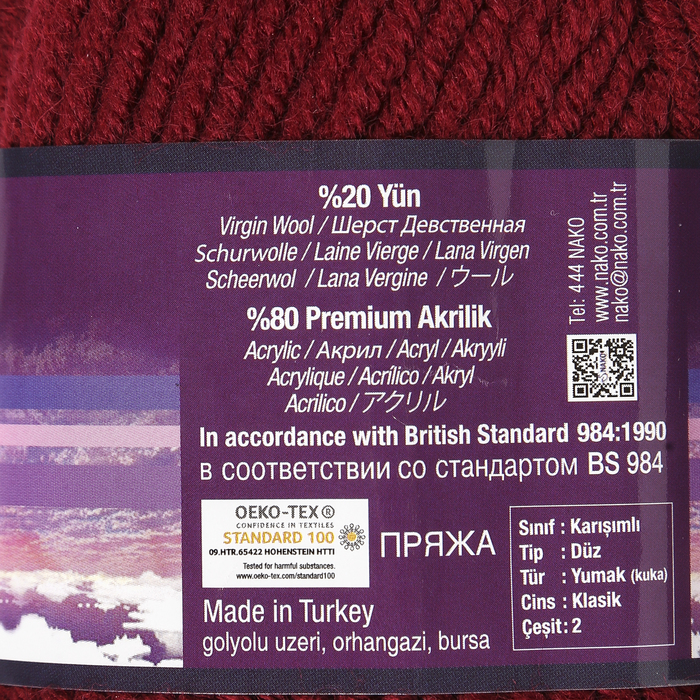 %20 Yün
Virgin Wool / Шерст Девственная
Schurwolle / Laine Vierge / Lana Virgen
Scheerwol / Lana Vergine / ウール
%80 Premium Akrilik
Acrylic / Акрил / Acryl / Akryyli
Acrylique / Acrílico / Akryl
Acrilico / アクリル
Tel: 444 NAKO
www.nako.com.tr
nako@nako.com.tr
In accordance with British Standard 984:1990
в соответствии со стандартом BS 984
OEKO-TEX®
CONFIDENCE IN TEXTILES
STANDARD 100
09.HTR.65422 HOHENSTEIN HTTI
Tested for harmful substances.
www.oeko-tex.com/standard100
ПРЯЖА
Sınıf : Karışımlı
Tip : Düz
Tür : Yumak (kuka)
Cins : Klasik
Çeşit : 2
Made in Turkey
golyolu uzeri, orhangazi, bursa